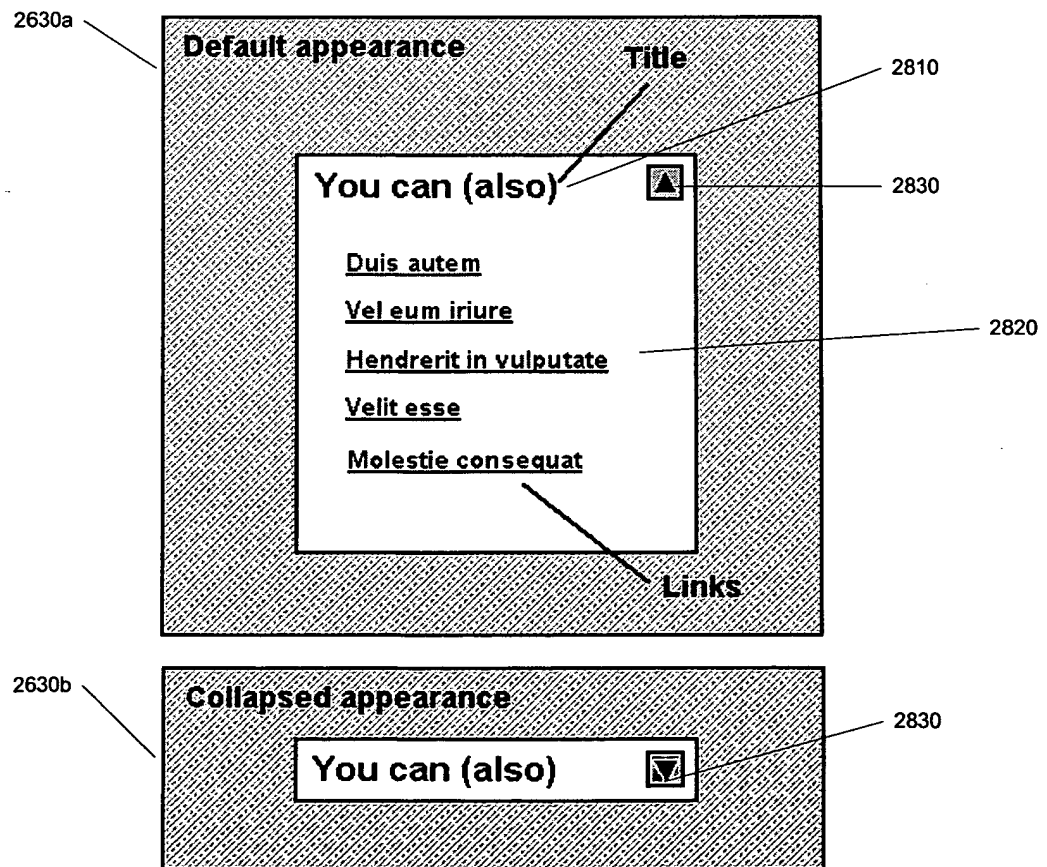 2630a
Default appearance
Title
2810
You can (also)
2830
Duis autem
Vel eum iriure
2820
Hendrerit in vulputate
Velit esse
Molestie consequat
Links
2630b
Collapsed appearance
2830
You can (also)